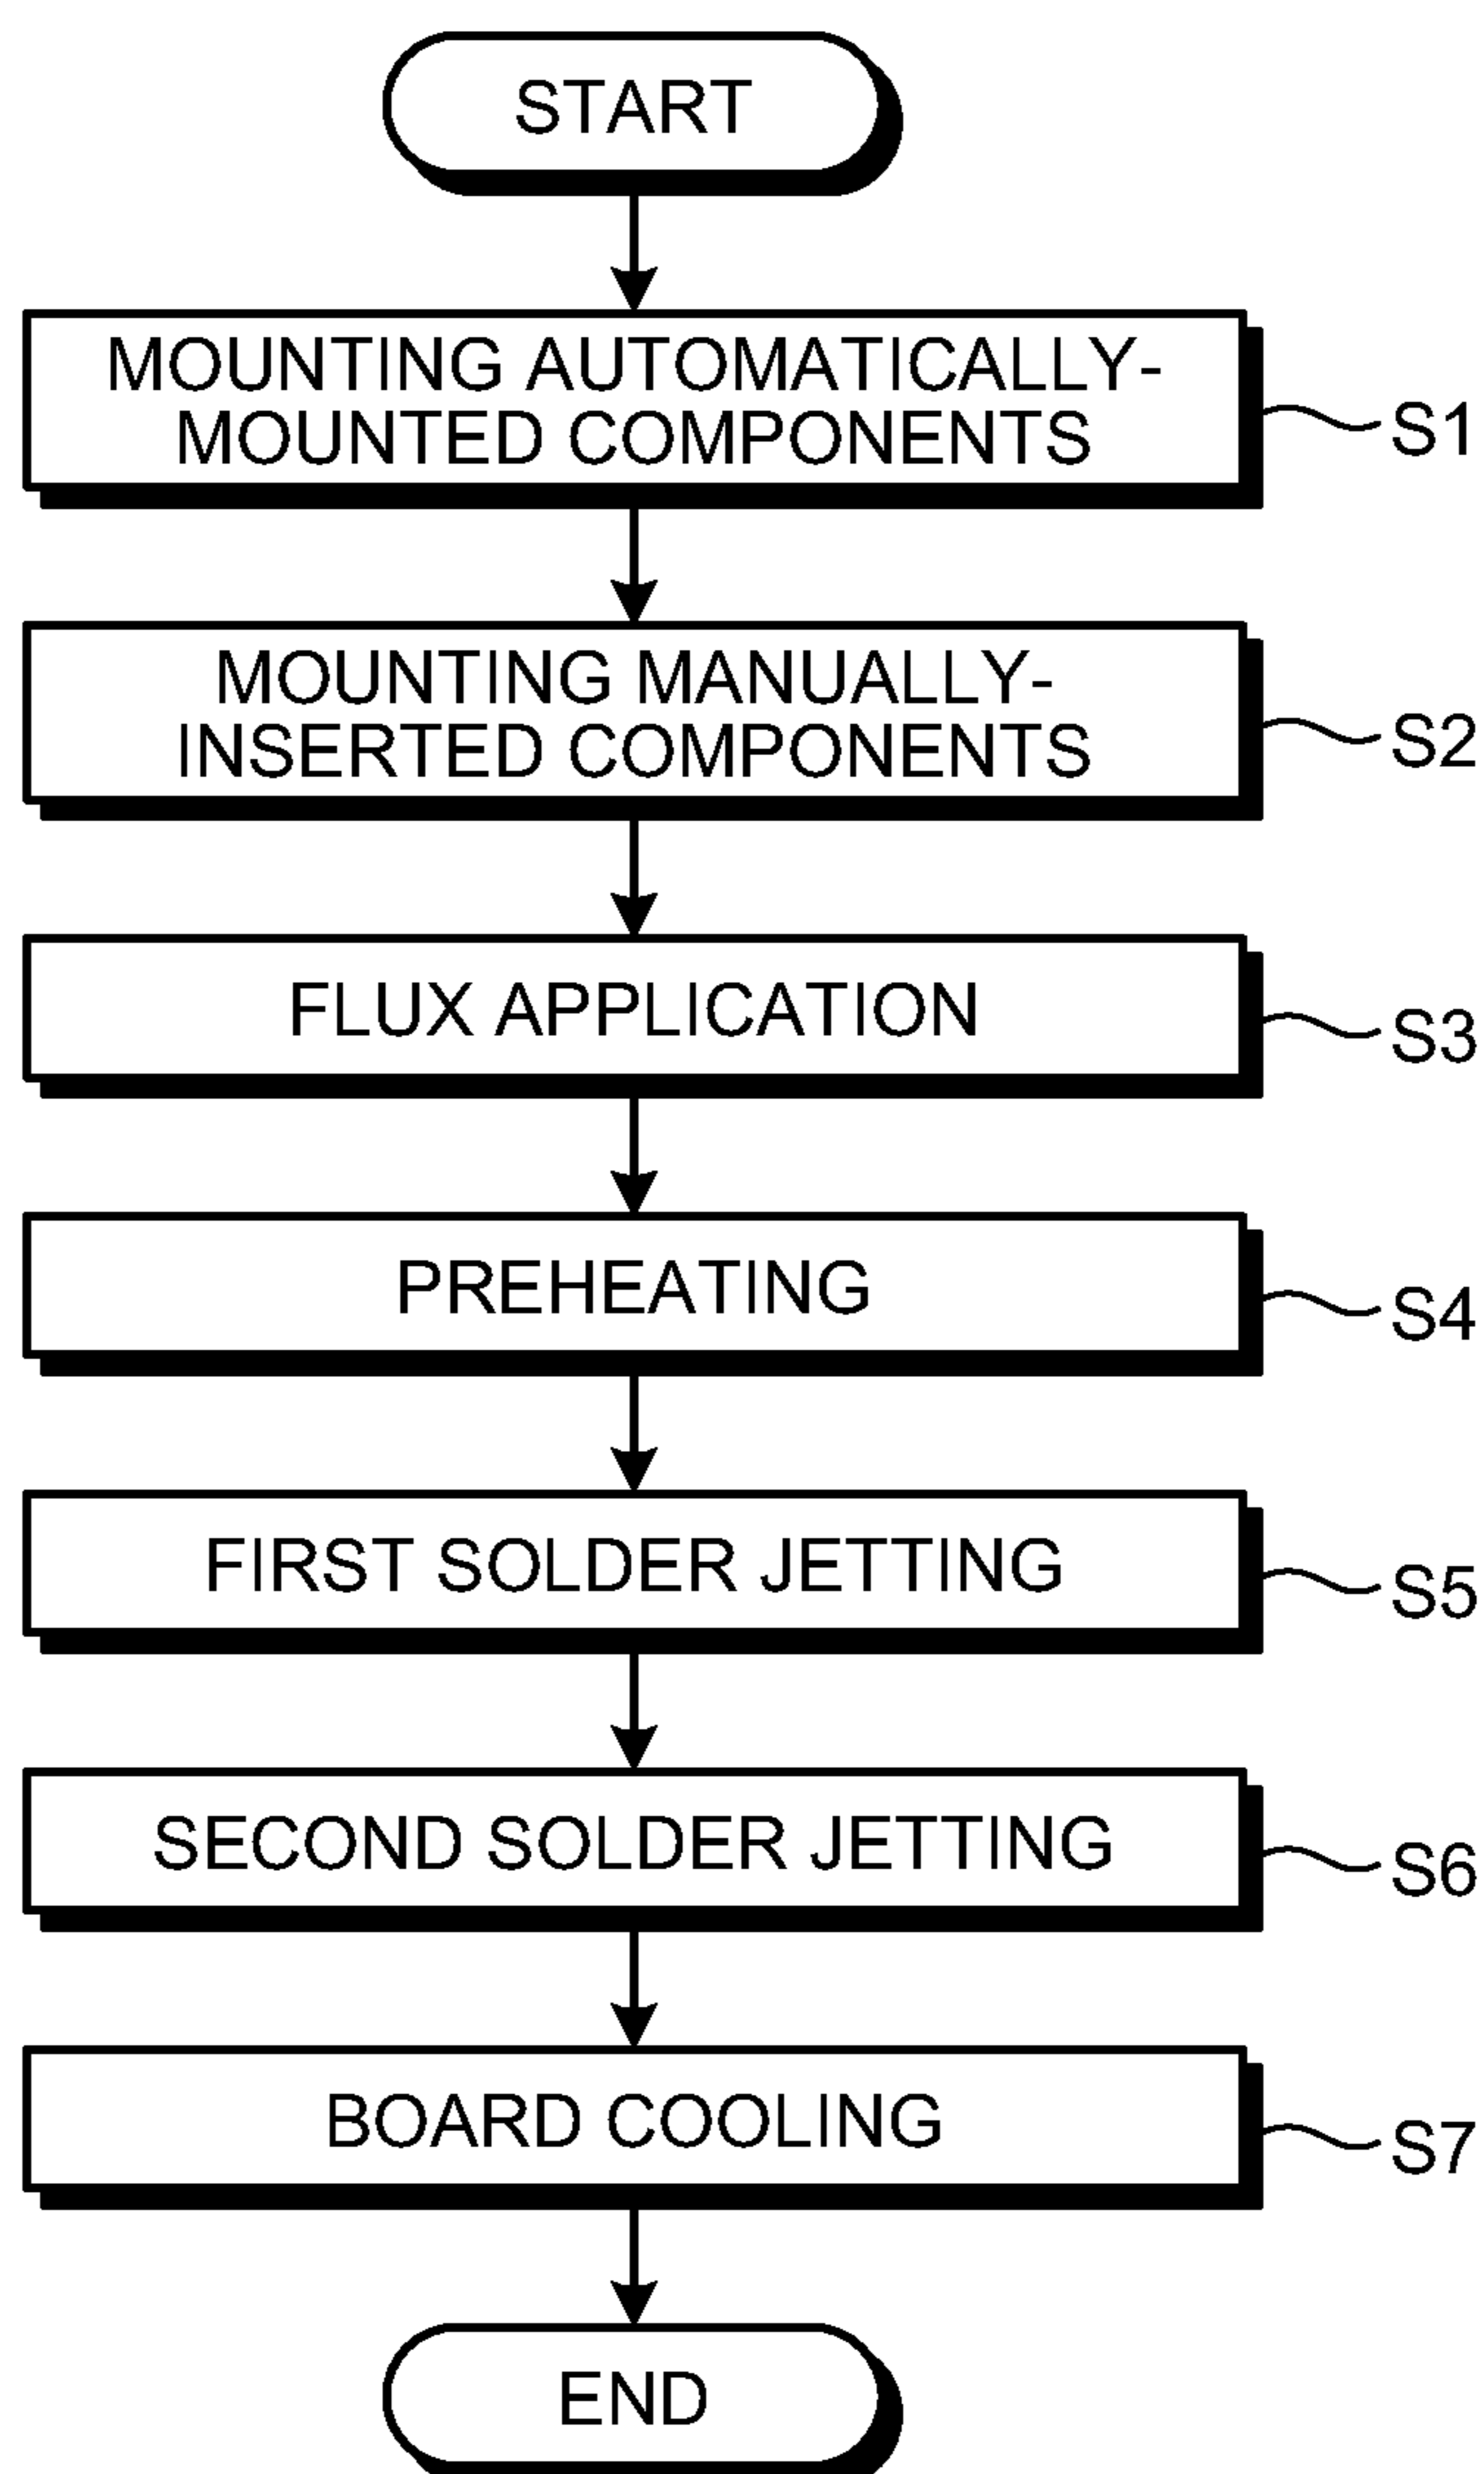 START
MOUNTING AUTOMATICALLY-
MOUNTED COMPONENTS
S1
MOUNTING MANUALLY-
INSERTED COMPONENTS
S2
FLUX APPLICATION
S3
PREHEATING
S4
FIRST SOLDER JETTING
S5
SECOND SOLDER JETTING
S6
BOARD COOLING
S7
END